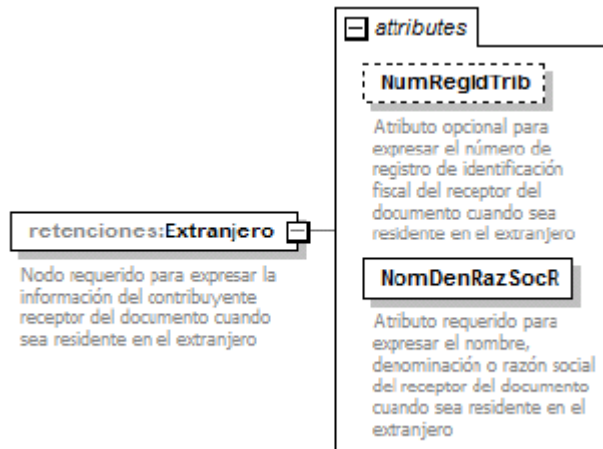 attributes
NumRegIdTrib
Atributo opcional para
expresar el número de
registro de identificación
fiscal del receptor del
documento cuando sea
residente en el extranjero
retenciones:Extranjero
Nodo requerido para expresar la
información del contribuyente
receptor del documento cuando
sea residente en el extranjero
NomDenRazSocR
Atributo requerido para
expresar el nombre,
denominación o razón social
del receptor del documento
cuando sea residente en el
extranjero